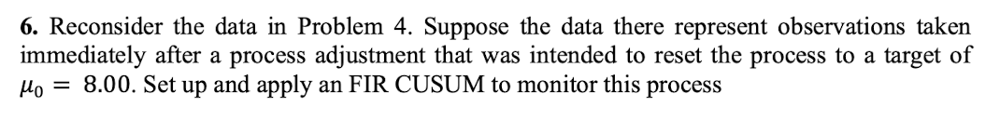 6. Reconsider the data in Problem 4. Suppose the data there represent observations taken
immediately after a process adjustment that was intended to reset the process to a target of
μ₀ = 8.00. Set up and apply an FIR CUSUM to monitor this process